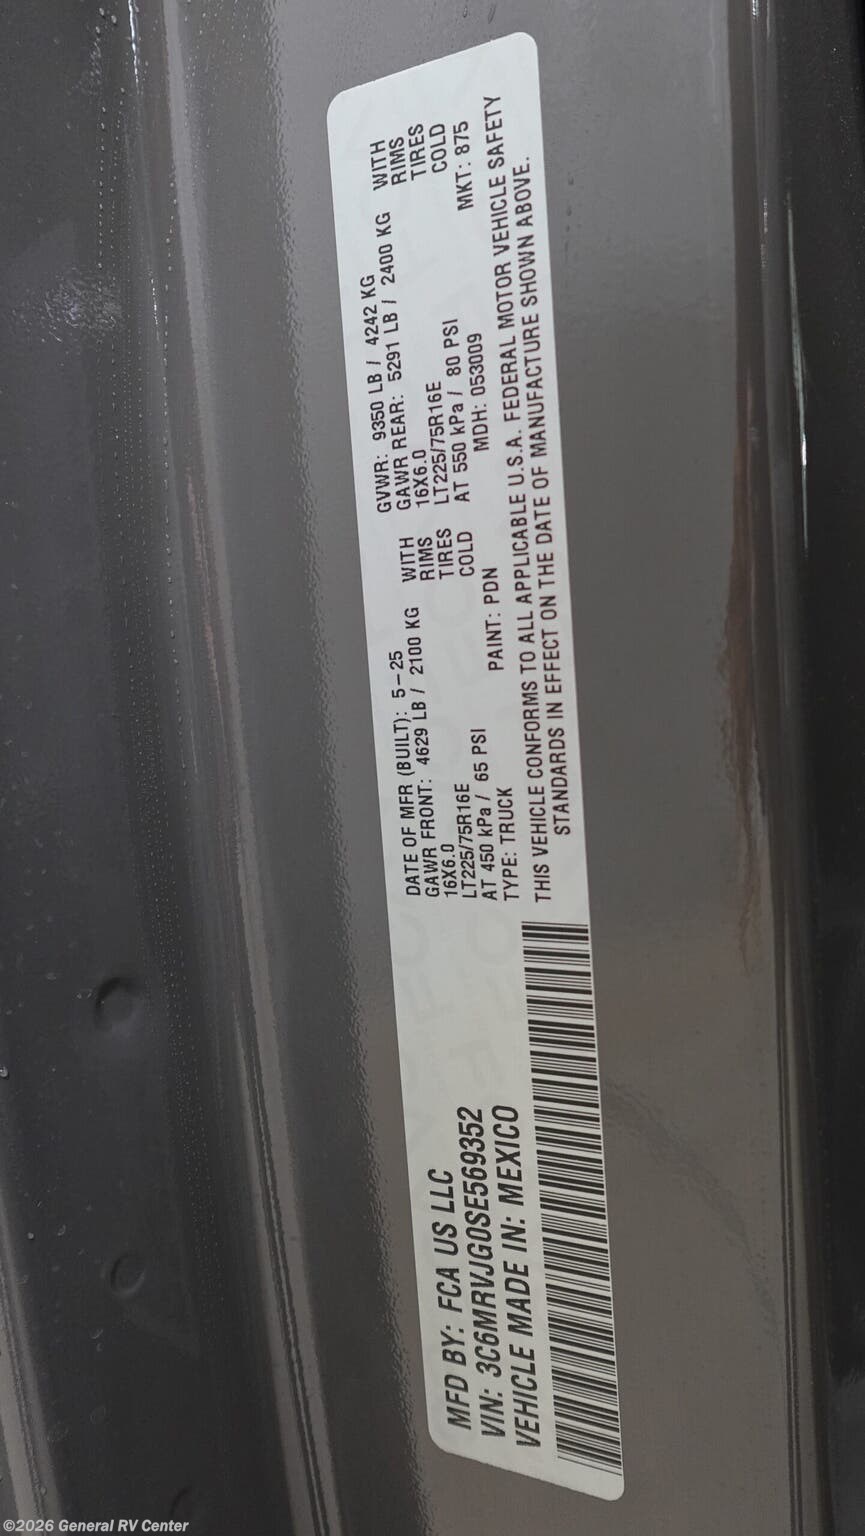 MFD BY: FCA US LLC
VIN: 3C6MRVJG0SE569352
VEHICLE MADE IN: MEXICO
DATE OF MFR (BUILT): 5-25
GVWR: 9350 LB / 4242 KG
GAWR FRONT: 4629 LB / 2100 KG WITH
GAWR REAR: 5291 LB / 2400 KG WITH
16X6.0 RIMS
16X6.0 RIMS
LT225/75R16E TIRES
LT225/75R16E TIRES
AT 450 kPa / 65 PSI COLD
AT 550 kPa / 80 PSI COLD
TYPE: TRUCK PAINT: PDN MDH: 053009 MKT: 875
THIS VEHICLE CONFORMS TO ALL APPLICABLE U.S.A. FEDERAL MOTOR VEHICLE SAFETY
STANDARDS IN EFFECT ON THE DATE OF MANUFACTURE SHOWN ABOVE.
©2026 General RV Center